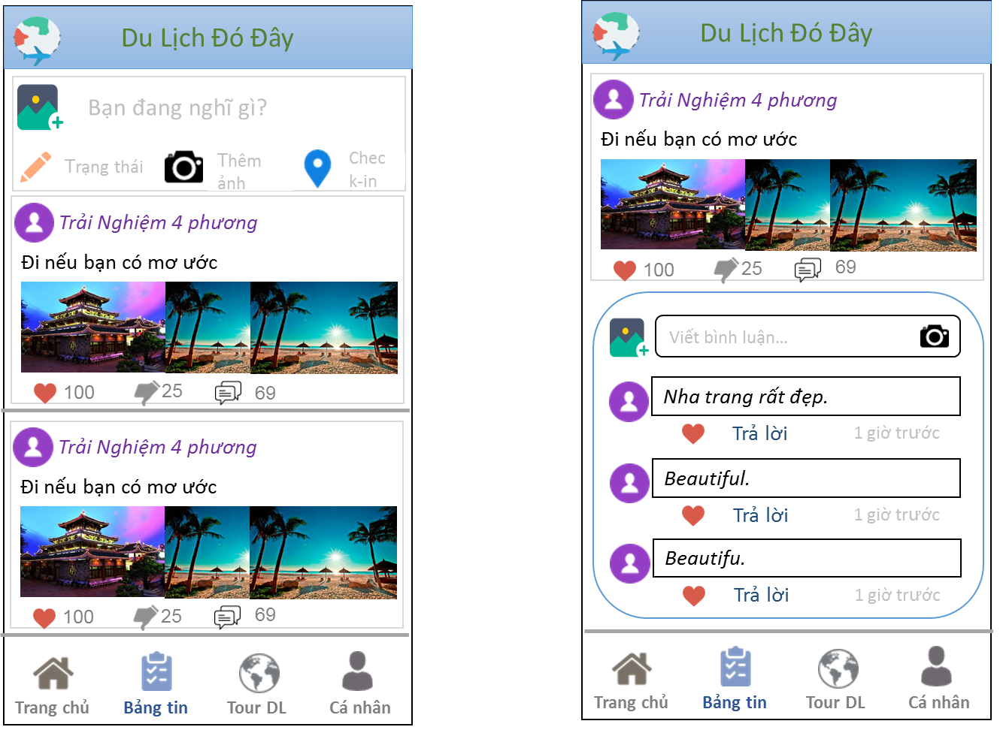 Du Lịch Đó Đây
Bạn đang nghĩ gì?
Trạng thái
Thêm
ảnh
Chec
k-in
Trải Nghiệm 4 phương
Đi nếu bạn có mơ ước
100
25
69
Trải Nghiệm 4 phương
Đi nếu bạn có mơ ước
100
25
69
Trang chủ
Bảng tin
Tour DL
Cá nhân
Du Lịch Đó Đây
Trải Nghiệm 4 phương
Đi nếu bạn có mơ ước
100
25
69
Viết bình luận...
Nha trang rất đẹp.
Trả lời
1 giờ trước
Beautiful.
Trả lời
1 giờ trước
Beautifu.
Trả lời
1 giờ trước
Trang chủ
Bảng tin
Tour DL
Cá nhân